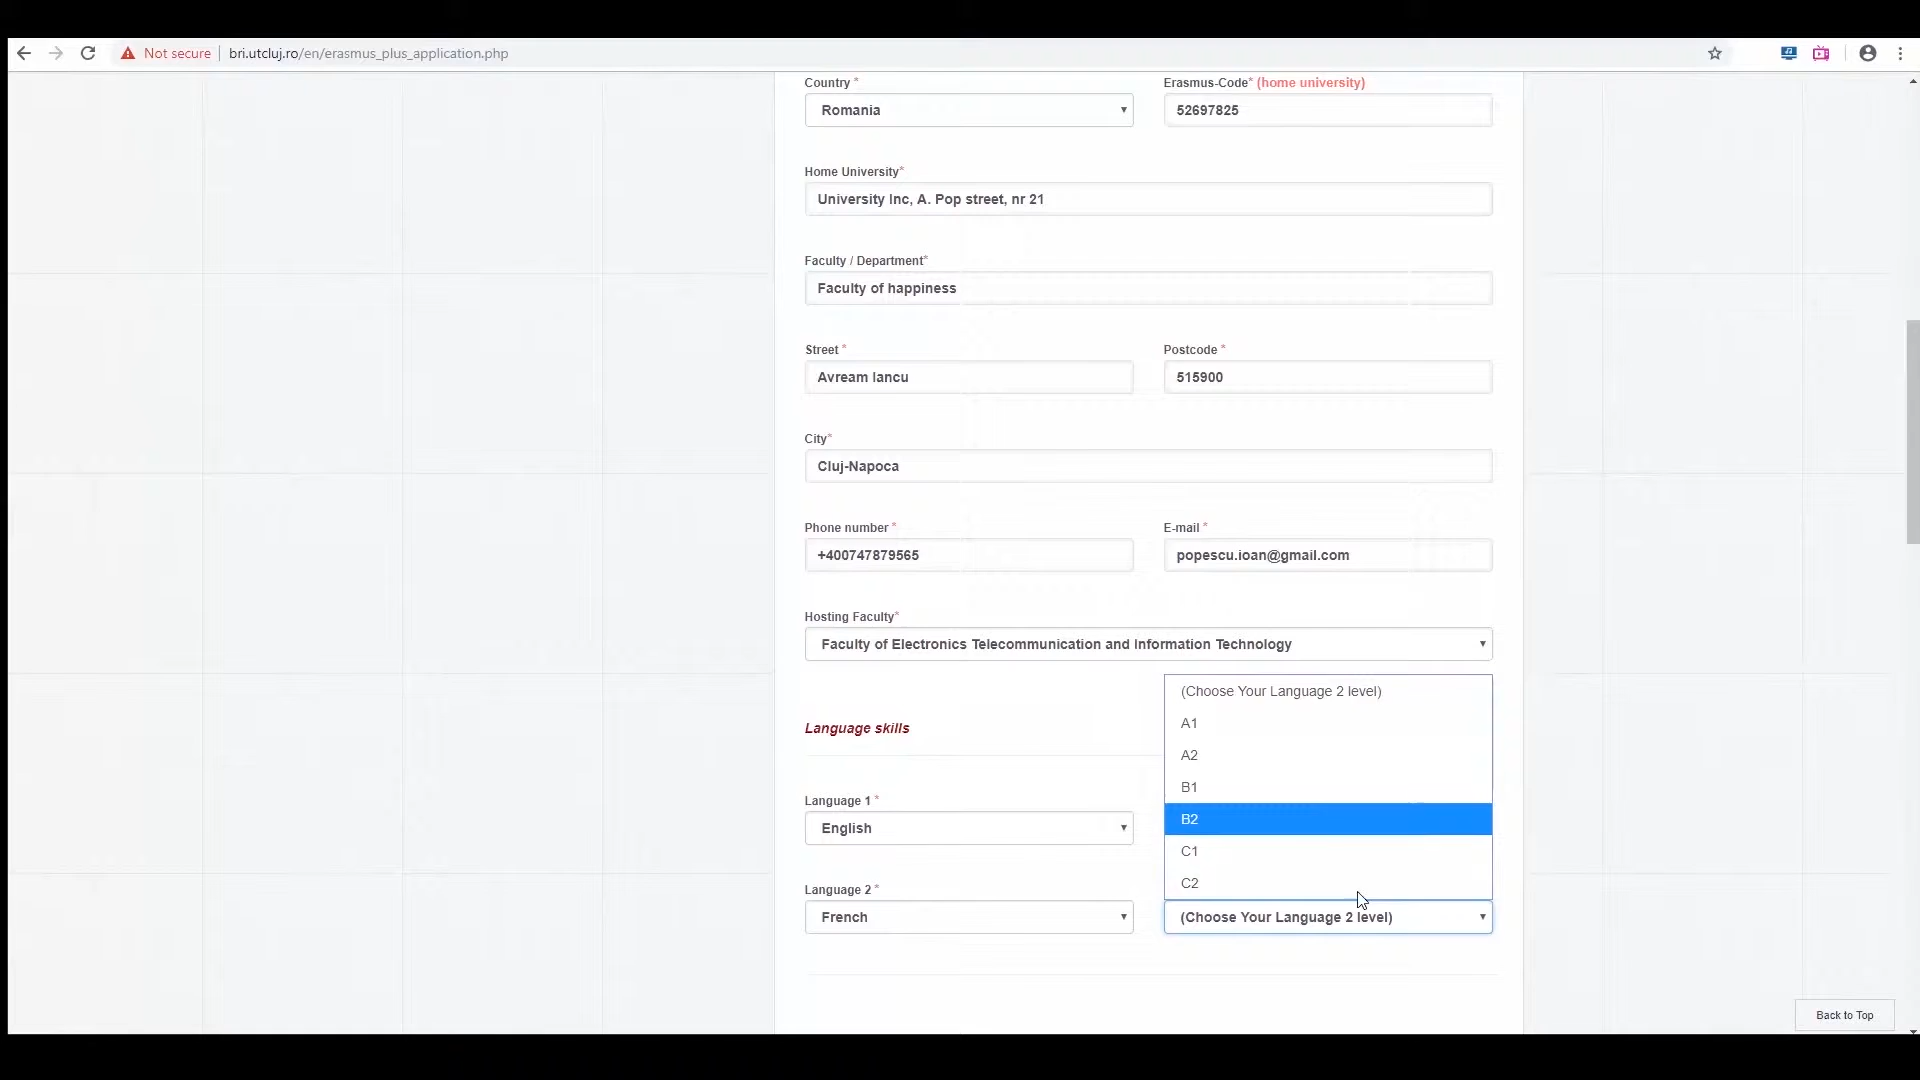 Not secure | bri.utcluj.ro/en/erasmus_plus_application.php
Country * Erasmus-Code* (home university)
Romania 52697825
Home University*
University Inc, A. Pop street, nr 21
Faculty / Department*
Faculty of happiness
Street * Postcode *
Avream Iancu 515900
City*
Cluj-Napoca
Phone number * E-mail *
+400747879565 popescu.ioan@gmail.com
Hosting Faculty*
Faculty of Electronics Telecommunication and Information Technology
(Choose Your Language 2 level)
A1
Language skills
A2
B1
Language 1 *
B2
English
C1
C2
Language 2 *
French (Choose Your Language 2 level)
Back to Top